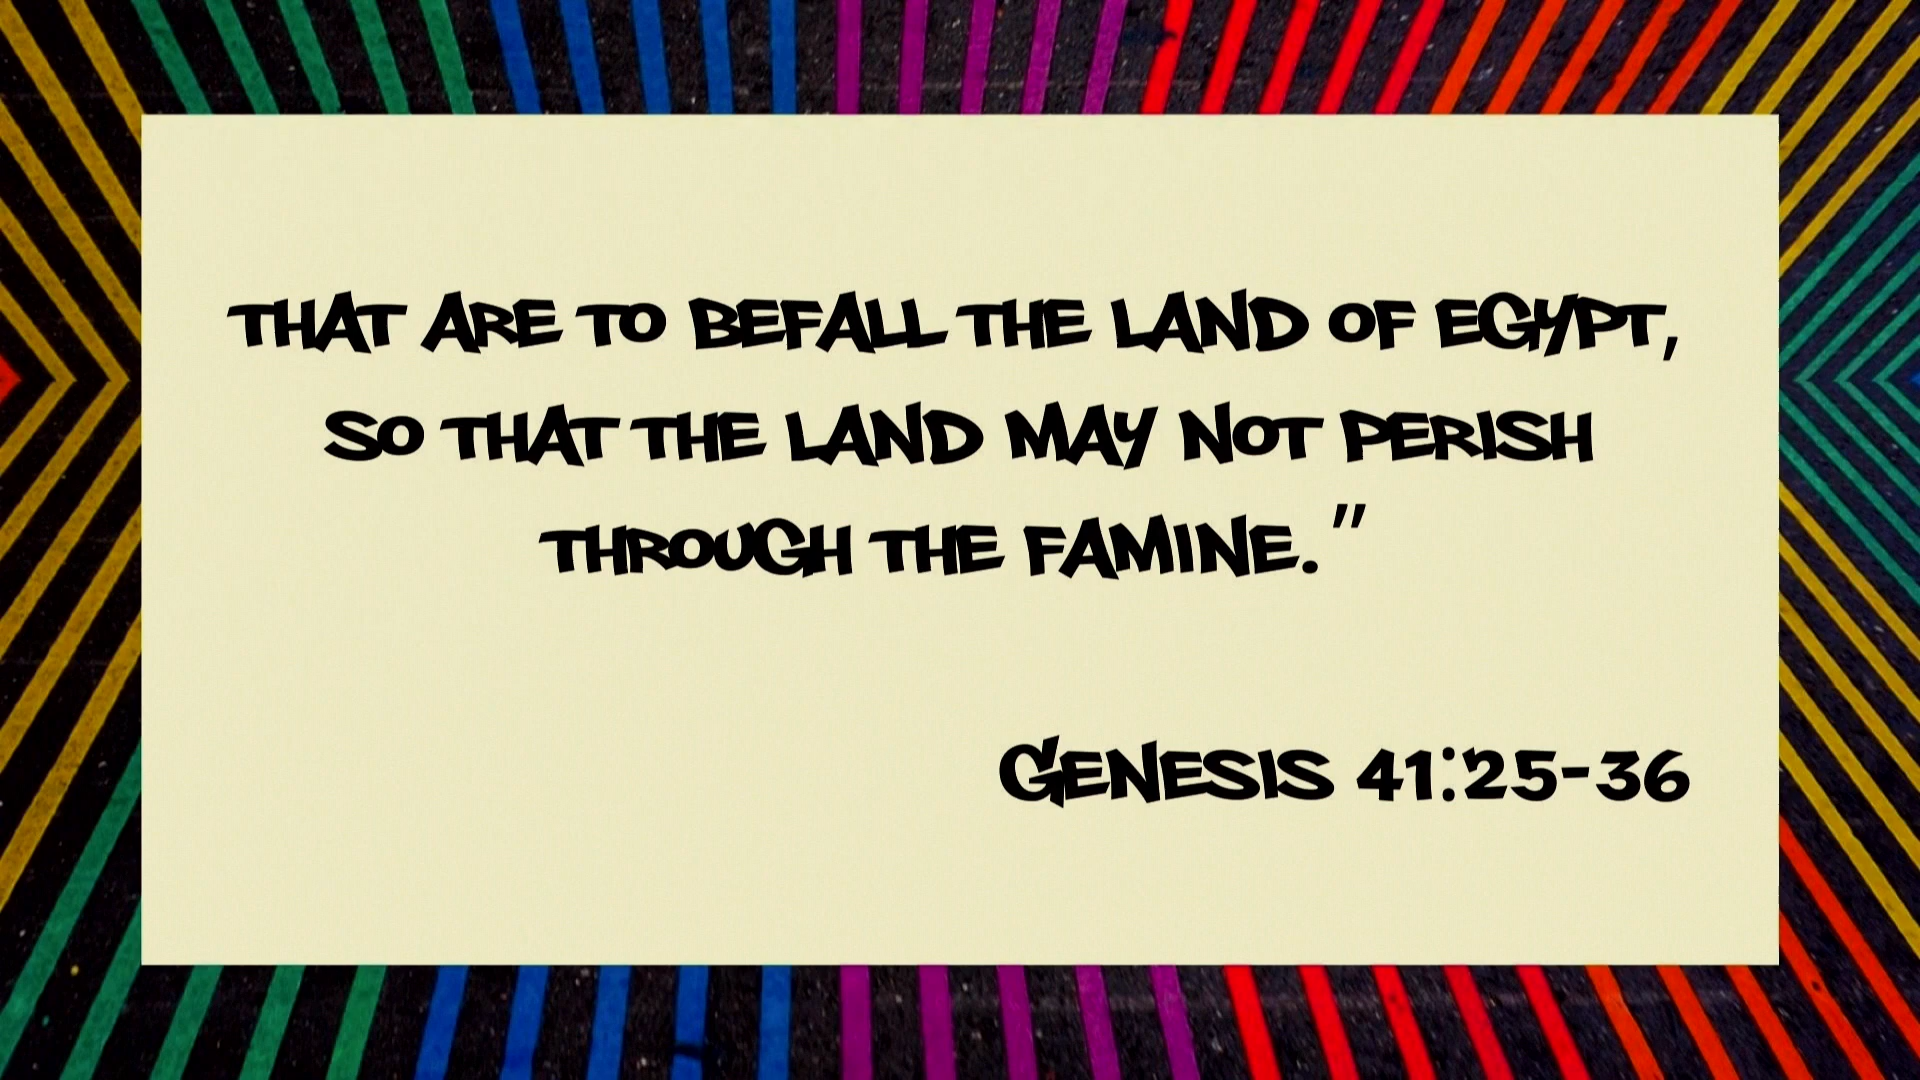 THAT ARE TO BEFALL THE LAND OF EGYPT,
SO THAT THE LAND MAY NOT PERISH
THROUGH THE FAMINE.”
GENESIS 41:25-36